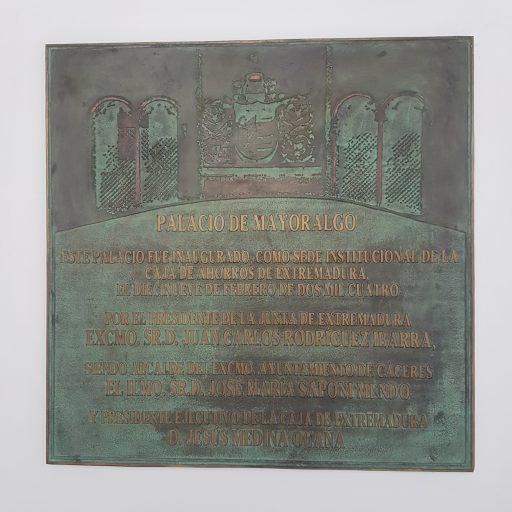 PALACIO DE MAYORALGO
ESTE PALACIO FUE INAUGURADO, COMO SEDE INSTITUCIONAL DE LA
CAJA DE AHORROS DE EXTREMADURA,
EL DIECINUEVE DE FEBRERO DE DOS MIL CUATRO
POR EL PRESIDENTE DE LA JUNTA DE EXTREMADURA
EXCMO. SR. D. JUAN CARLOS RODRÍGUEZ IBARRA,
SIENDO ALCALDE DEL EXCMO. AYUNTAMIENTO DE CÁCERES
EL ILMO. SR. D. JOSÉ MARÍA SAPONI MENDO
Y PRESIDENTE EJECUTIVO DE LA CAJA DE EXTREMADURA
D. JESÚS MEDINA OCAÑA